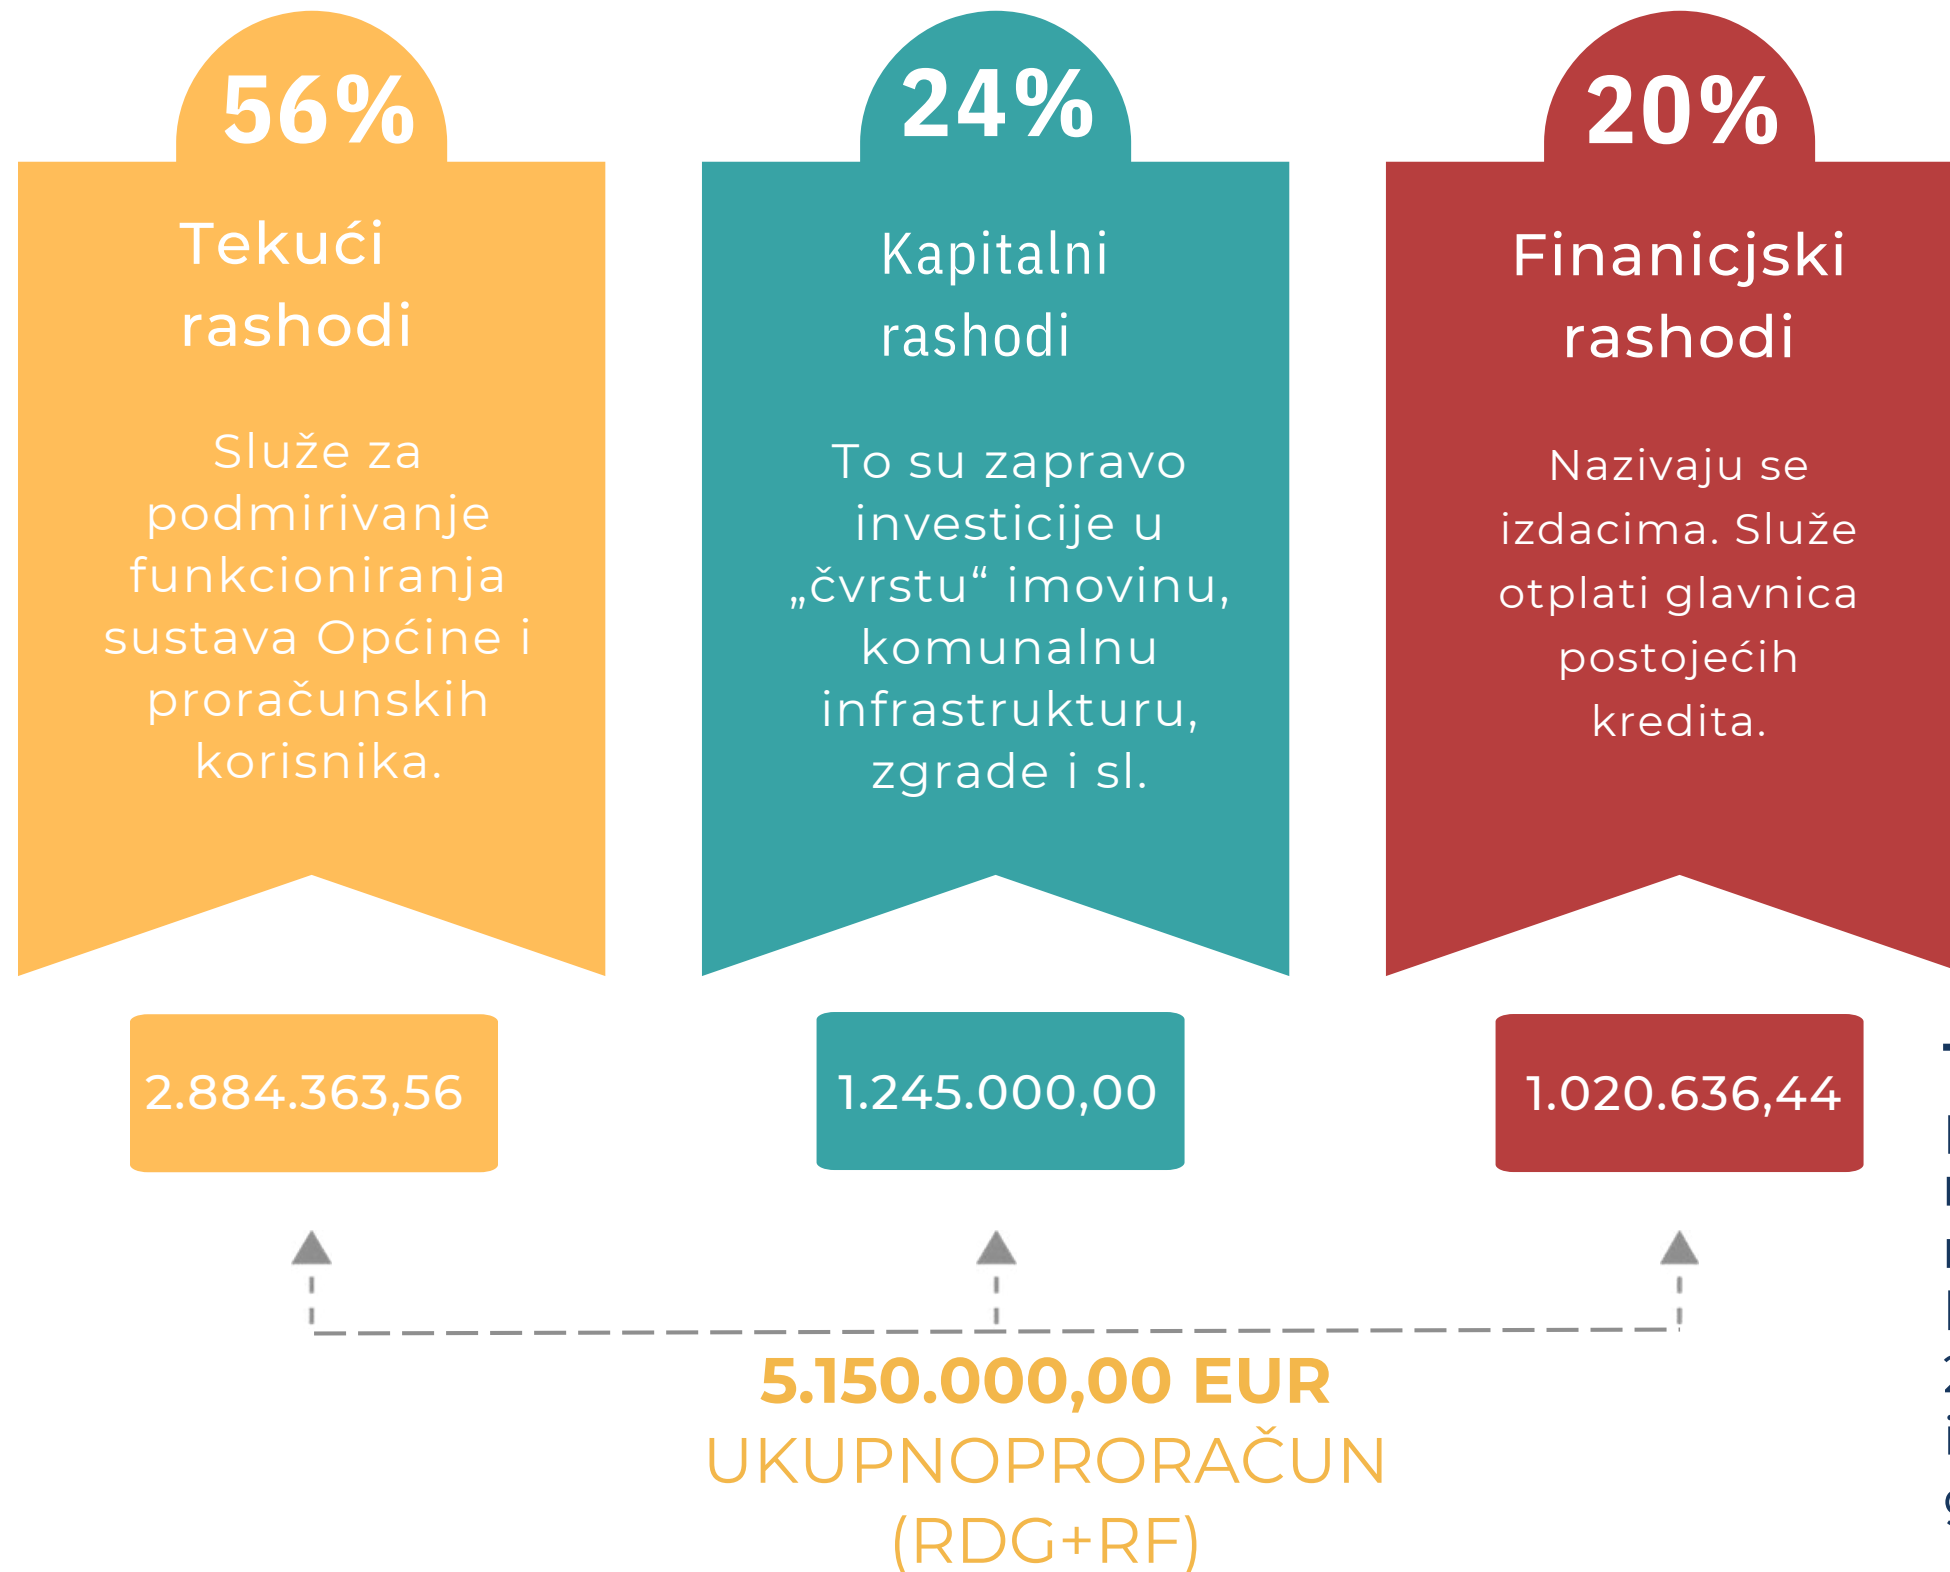 56%
Tekući
rashodi
Služe za
podmirivanje
funkcioniranja
sustava Općine i
proračunskih
korisnika.
2.884.363,56
24%
Kapitalni
rashodi
To su zapravo
investicije u
„čvrstu“ imovinu,
komunalnu
infrastrukturu,
zgrade i sl.
1.245.000,00
20%
Finanicjski
rashodi
Nazivaju se
izdacima. Služe
otplati glavnica
postojećih
kredita.
1.020.636,44
5.150.000,00 EUR
UKUPNOPRORAČUN
(RDG+RF)